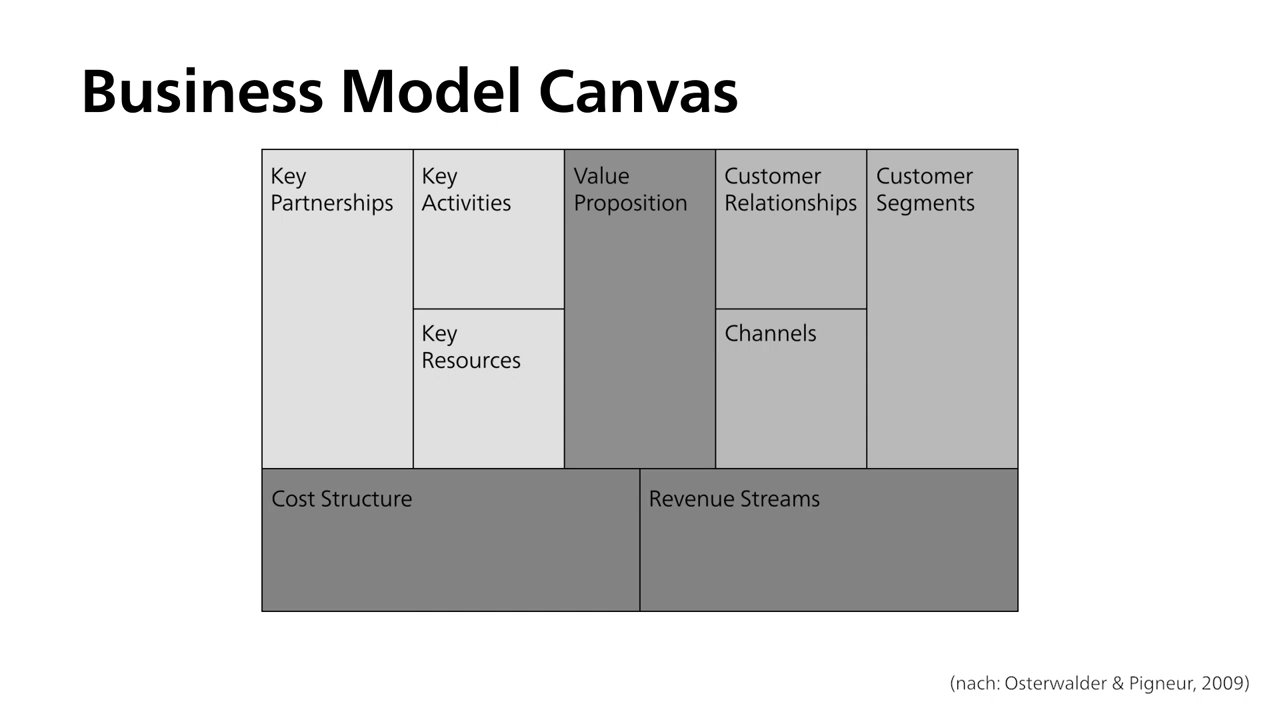 Business Model Canvas
Key
Partnerships
Key
Activities
Key
Resources
Value
Proposition
Customer
Relationships
Channels
Customer
Segments
Cost Structure
Revenue Streams
(nach: Osterwalder & Pigneur, 2009)